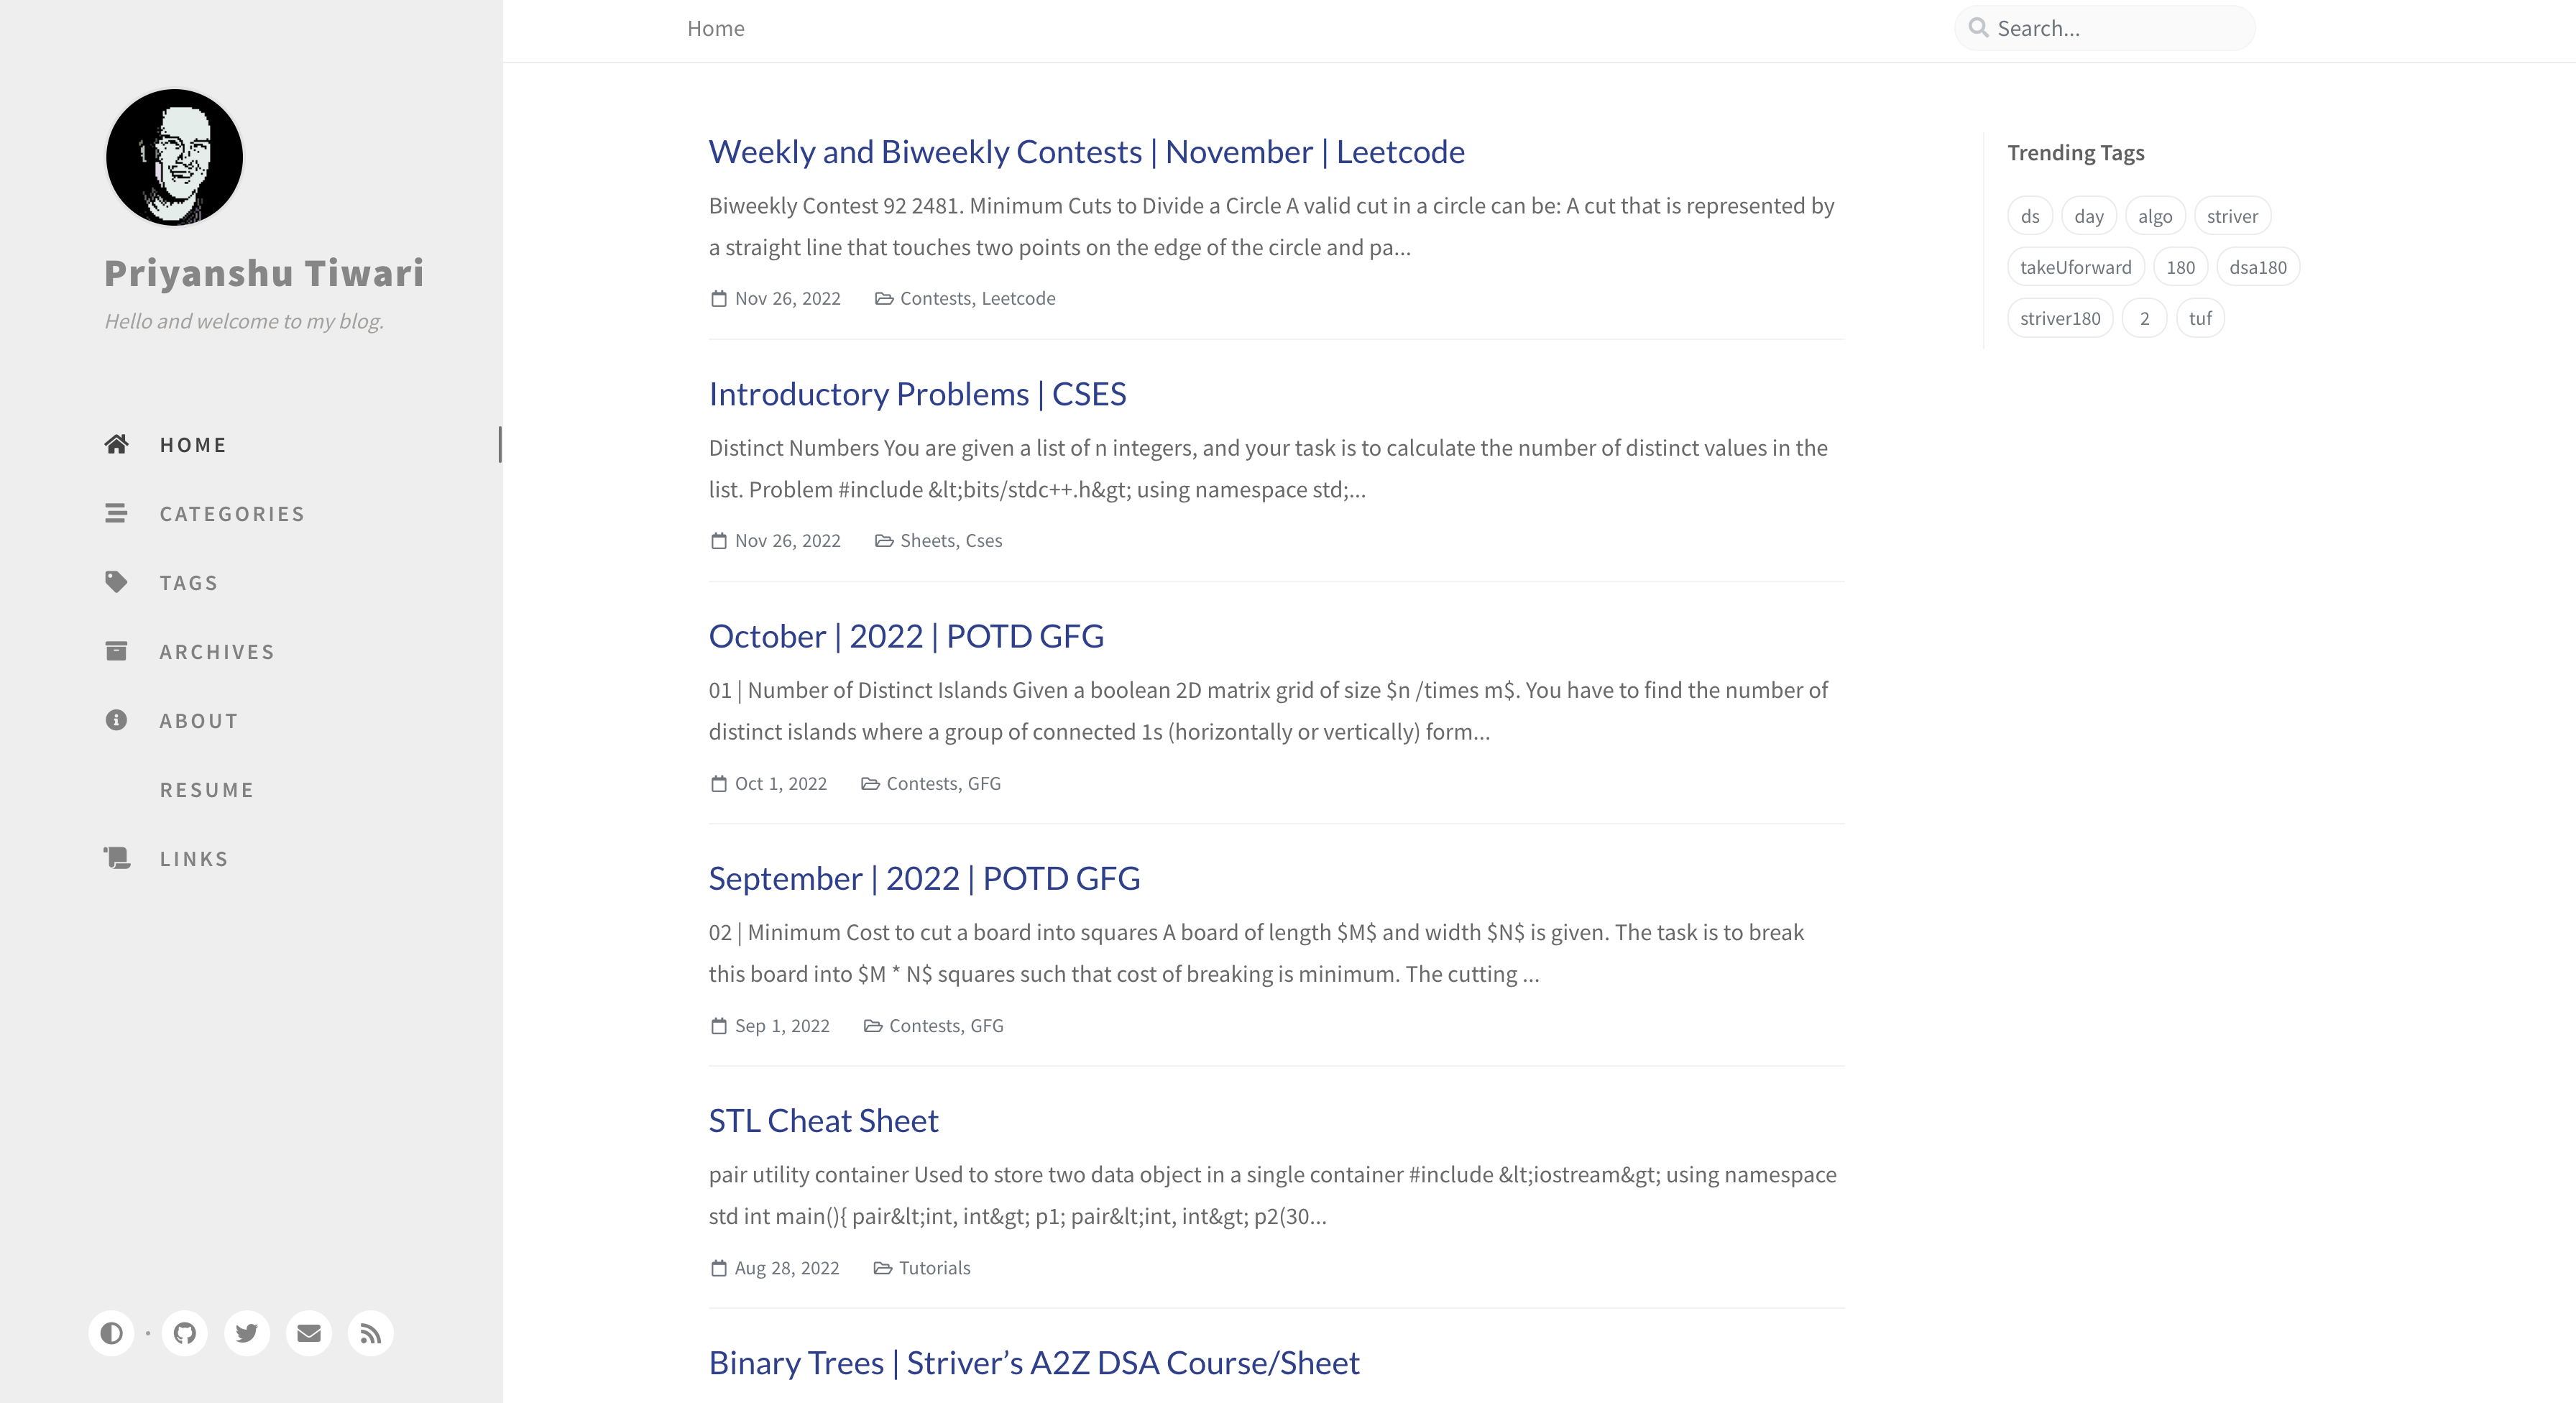 Priyanshu Tiwari
Hello and welcome to my blog.
HOME
CATEGORIES
TAGS
ARCHIVES
ABOUT
RESUME
LINKS
Home
Search...
Weekly and Biweekly Contests | November | Leetcode
Biweekly Contest 92 2481. Minimum Cuts to Divide a Circle A valid cut in a circle can be: A cut that is represented by
a straight line that touches two points on the edge of the circle and pa...
Nov 26, 2022 Contests, Leetcode
Introductory Problems | CSES
Distinct Numbers You are given a list of n integers, and your task is to calculate the number of distinct values in the
list. Problem #include &lt;bits/stdc++.h&gt; using namespace std;...
Nov 26, 2022 Sheets, Cses
October | 2022 | POTD GFG
01 | Number of Distinct Islands Given a boolean 2D matrix grid of size $n /times m$. You have to find the number of
distinct islands where a group of connected 1s (horizontally or vertically) form...
Oct 1, 2022 Contests, GFG
September | 2022 | POTD GFG
02 | Minimum Cost to cut a board into squares A board of length $M$ and width $N$ is given. The task is to break
this board into $M * N$ squares such that cost of breaking is minimum. The cutting ...
Sep 1, 2022 Contests, GFG
STL Cheat Sheet
pair utility container Used to store two data object in a single container #include &lt;iostream&gt; using namespace
std int main(){ pair&lt;int, int&gt; p1; pair&lt;int, int&gt; p2(30...
Aug 28, 2022 Tutorials
Binary Trees | Striver’s A2Z DSA Course/Sheet
Trending Tags
ds day algo striver
takeUforward 180 dsa180
striver180 2 tuf